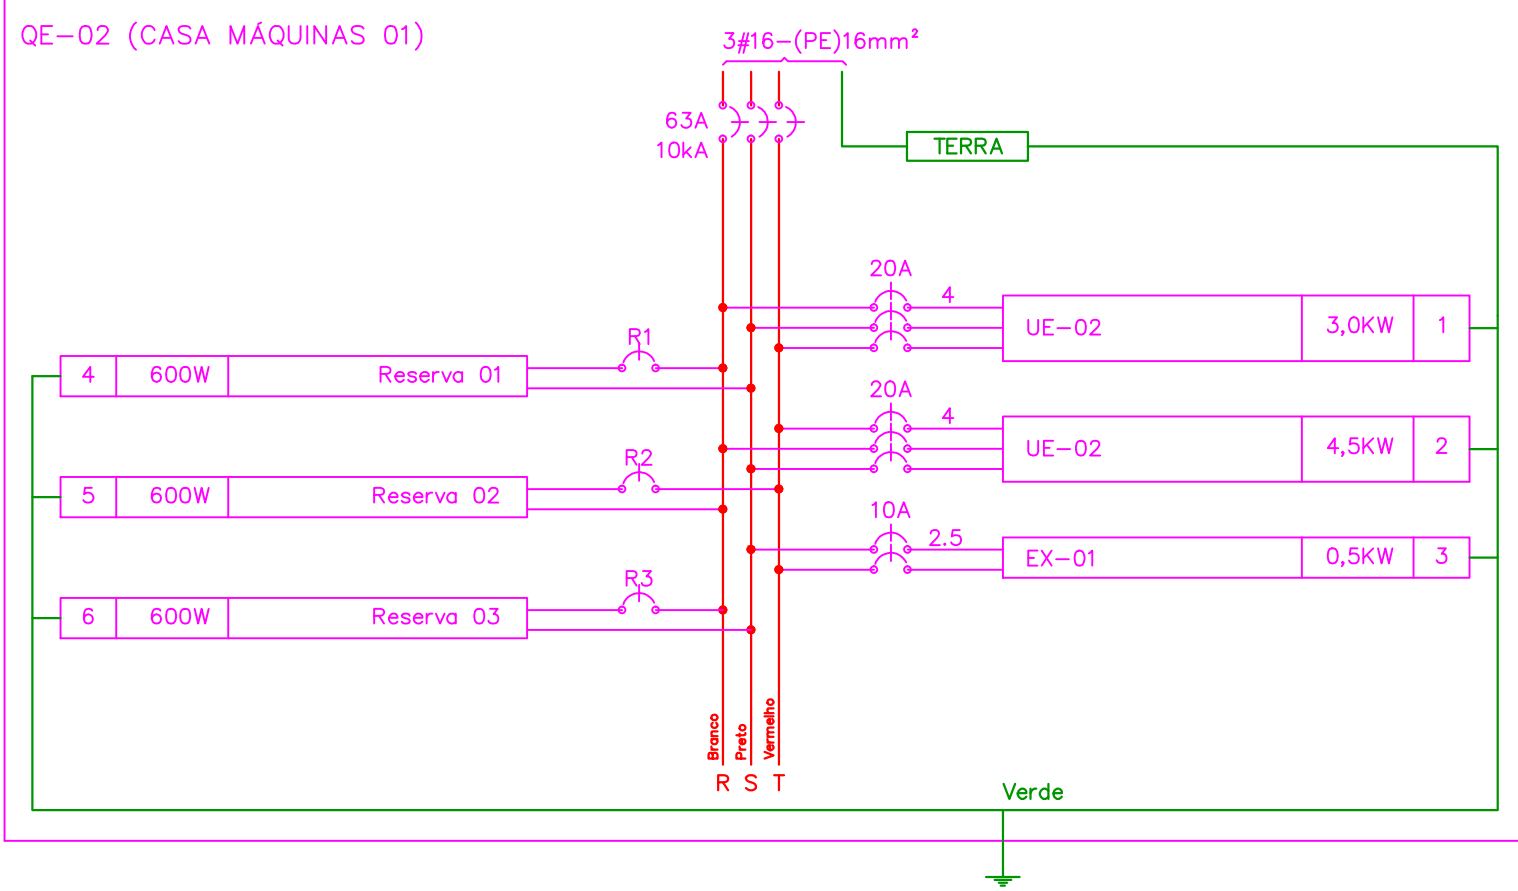 QE-02 (CASA MÁQUINAS 01)
3#16-(PE)16mm²
63A
10kA
TERRA
20A
4
UE-02 3,0KW 1
R1
4 600W Reserva 01
20A
4
UE-02 4,5KW 2
R2
5 600W Reserva 02
10A
2.5
EX-01 0,5KW 3
R3
6 600W Reserva 03
Branco
Preto
Vermelho
R S T
Verde